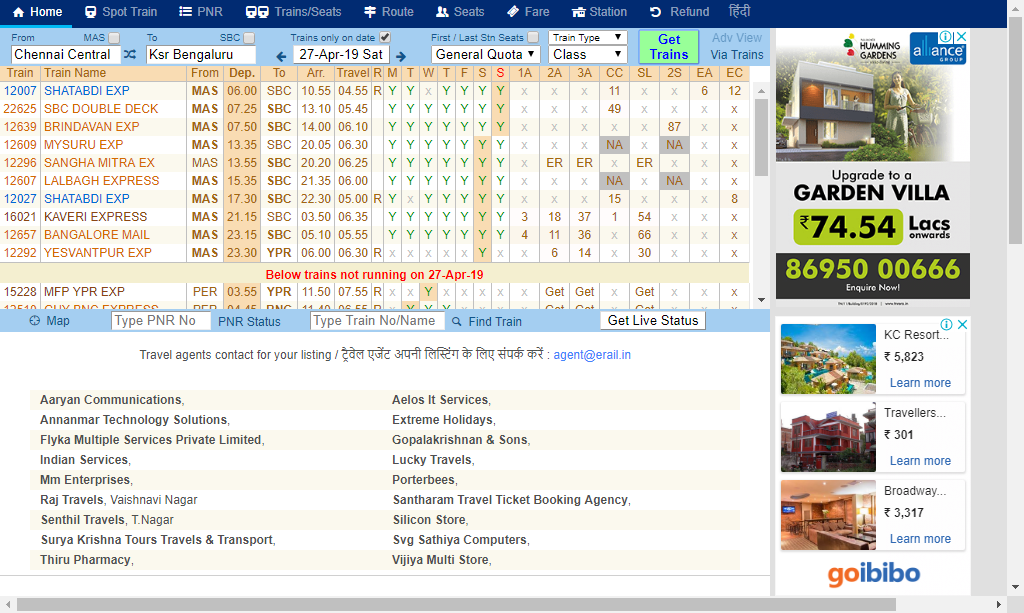 Home Spot Train PNR Trains/Seats Route Seats Fare Station Refund हिंदी
From MAS To SBC Trains only on date First / Last Stn Seats Train Type Get Trains Adv View
Chennai Central Ksr Bengaluru 27-Apr-19 Sat General Quota Class Via Trains
Train Train Name From Dep. To Arr. Travel R M T W T F S S 1A 2A 3A CC SL 2S EA EC
12007 SHATABDI EXP MAS 06.00 SBC 10.55 04.55 R Y Y x Y Y Y Y x x x 11 x x 6 12
22625 SBC DOUBLE DECK MAS 07.25 SBC 13.10 05.45 Y Y Y Y Y Y Y x x x 49 x x x x
12639 BRINDAVAN EXP MAS 07.50 SBC 14.00 06.10 Y Y Y Y Y Y Y x x x x x 87 x x
12609 MYSURU EXP MAS 13.35 SBC 20.05 06.30 Y Y Y Y Y Y Y x x x NA x NA x x
12296 SANGHA MITRA EX MAS 13.55 SBC 20.20 06.25 Y Y Y Y Y Y Y x ER ER x ER x x x
12607 LALBAGH EXPRESS MAS 15.35 SBC 21.35 06.00 Y Y Y Y Y Y Y x x x NA x NA x x
12027 SHATABDI EXP MAS 17.30 SBC 22.30 05.00 R Y x Y Y Y Y Y x x x 15 x x x 8
16021 KAVERI EXPRESS MAS 21.15 SBC 03.50 06.35 Y Y Y Y Y Y Y 3 18 37 1 54 x x x
12657 BANGALORE MAIL MAS 23.15 SBC 05.10 05.55 Y Y Y Y Y Y Y 4 11 36 x 66 x x x
12292 YESVANTPUR EXP MAS 23.30 YPR 06.00 06.30 R x x x x x Y x x 6 14 x 30 x x x
Below trains not running on 27-Apr-19
15228 MFP YPR EXP PER 03.55 YPR 11.50 07.55 R x x Y x x x x x Get Get x Get x x x
Map Type PNR No PNR Status Type Train No/Name Find Train Get Live Status
Travel agents contact for your listing / ट्रेवेल एजेंट अपनी लिस्टिंग के लिए संपर्क करें : agent@erail.in
Aaryan Communications, Aelos It Services,
Annanmar Technology Solutions, Extreme Holidays,
Flyka Multiple Services Private Limited, Gopalakrishnan & Sons,
Indian Services, Lucky Travels,
Mm Enterprises, Porterbees,
Raj Travels, Vaishnavi Nagar Santharam Travel Ticket Booking Agency,
Senthil Travels, T.Nagar Silicon Store,
Surya Krishna Tours Travels & Transport, Svg Sathiya Computers,
Thiru Pharmacy, Vijiya Multi Store,
HUMMING GARDENS alliance GROUP
Upgrade to a
GARDEN VILLA
₹74.54 Lacs onwards
86950 00666
Enquire Now!
KC Resort...
₹ 5,823
Learn more
Travellers...
₹ 301
Learn more
Broadway...
₹ 3,317
Learn more
goibibo